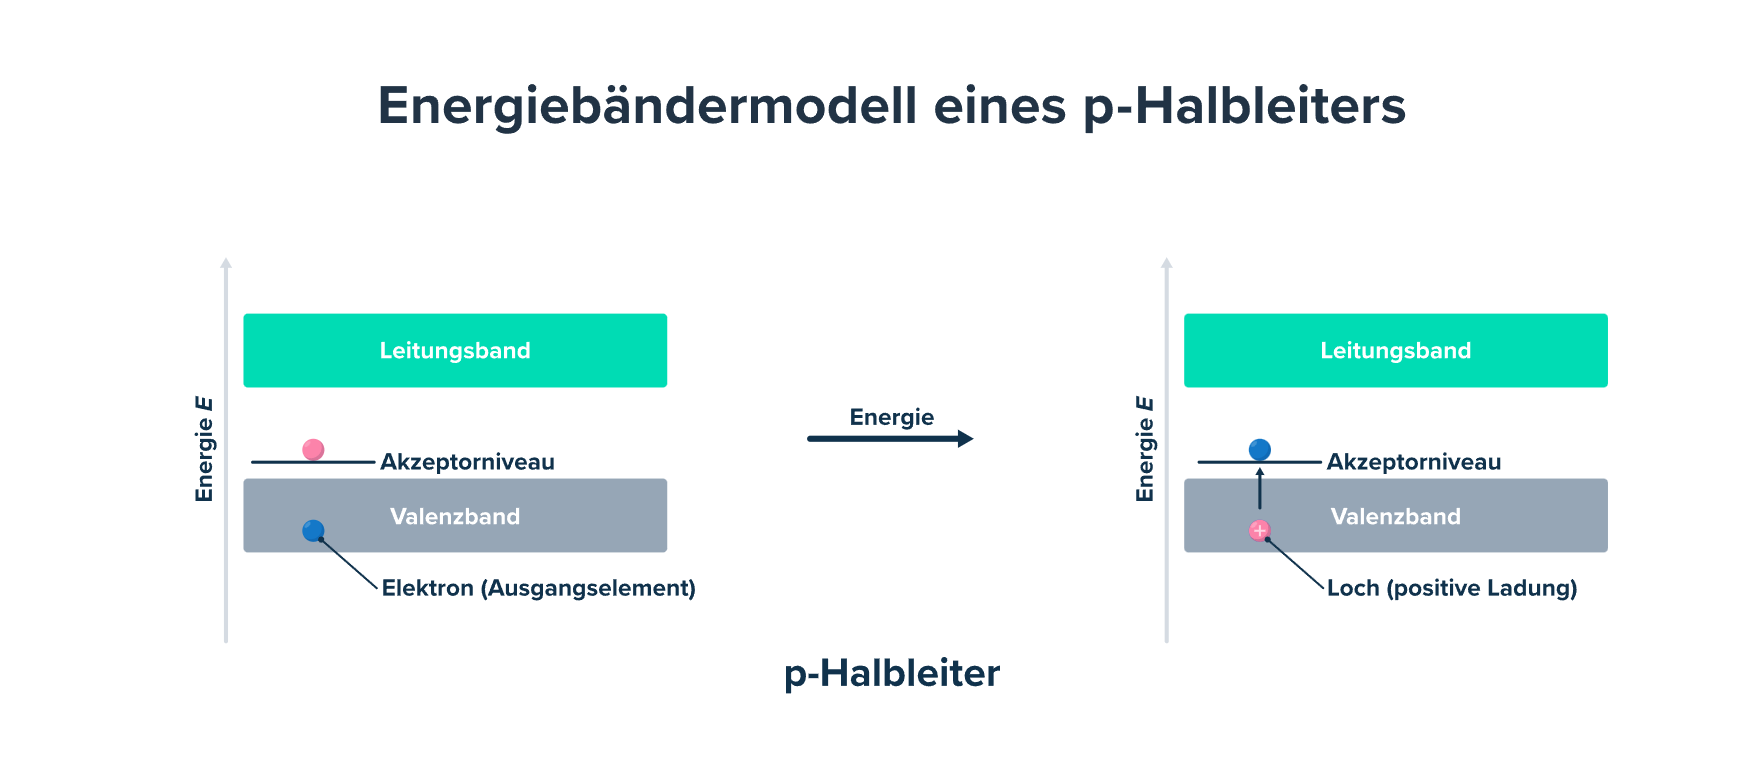 Energiebändermodell eines p-Halbleiters
Energie E
Leitungsband
Akzeptorniveau
Valenzband
Elektron (Ausgangselement)
Energie
Energie E
Leitungsband
Akzeptorniveau
Valenzband
+
Loch (positive Ladung)
p-Halbleiter